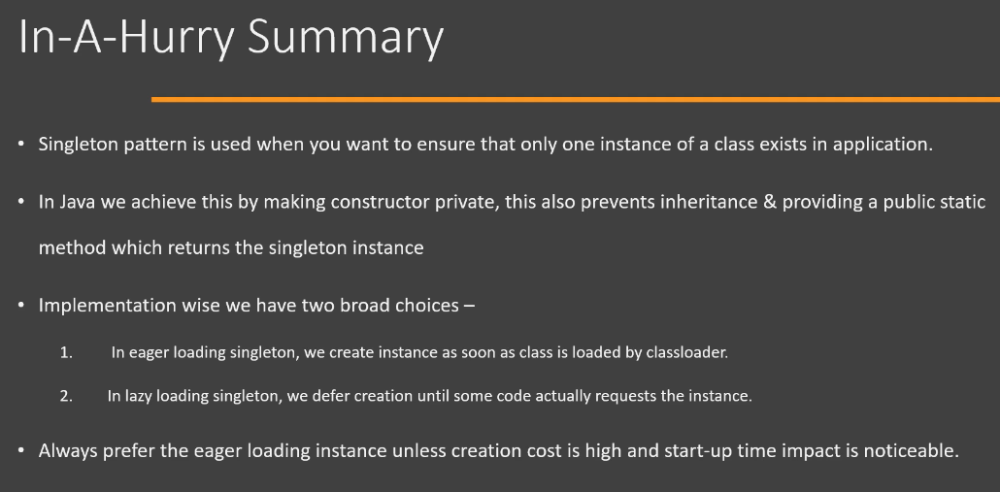 In-A-Hurry Summary
• Singleton pattern is used when you want to ensure that only one instance of a class exists in application.
• In Java we achieve this by making constructor private, this also prevents inheritance & providing a public static
method which returns the singleton instance
• Implementation wise we have two broad choices –
1. In eager loading singleton, we create instance as soon as class is loaded by classloader.
2. In lazy loading singleton, we defer creation until some code actually requests the instance.
• Always prefer the eager loading instance unless creation cost is high and start-up time impact is noticeable.